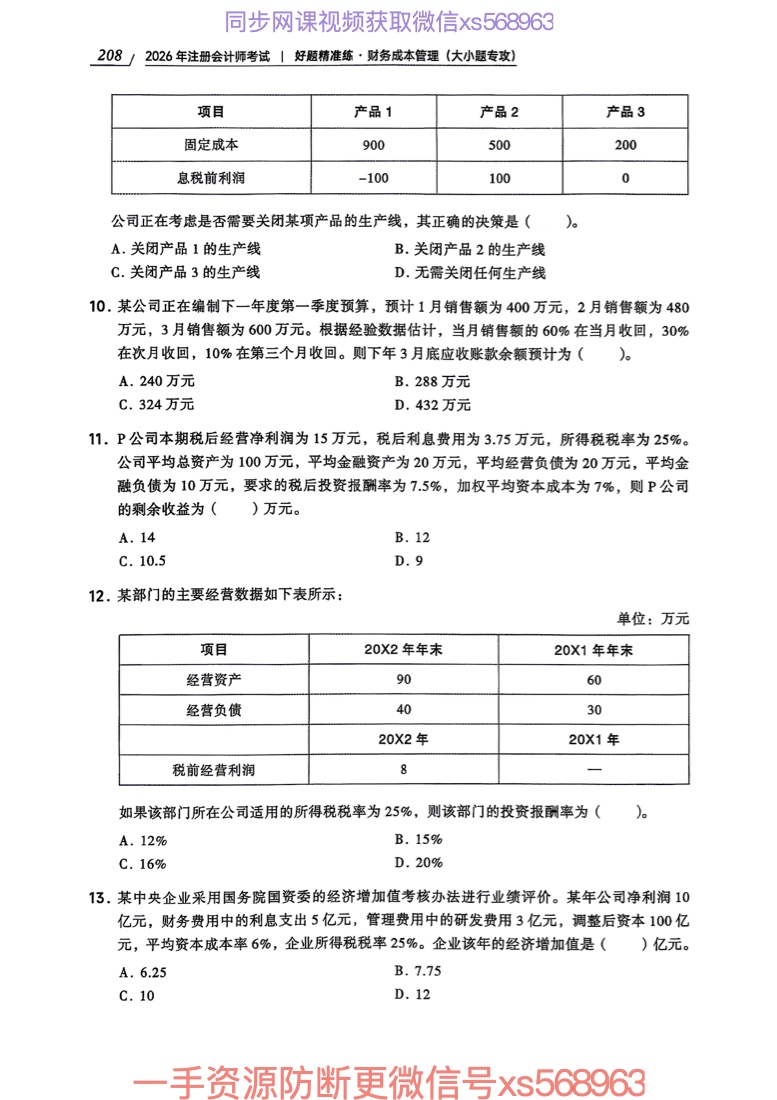 同步网课视频获取微信xs568963
208 / 2026年注册会计师考试 | 好题精准练·财务成本管理(大小题专攻)
项目 产品1 产品2 产品3
固定成本 900 500 200
息税前利润 -100 100 0
公司正在考虑是否需要关闭某项产品的生产线,其正确的决策是( )。
A. 关闭产品1的生产线 B. 关闭产品2的生产线
C. 关闭产品3的生产线 D. 无需关闭任何生产线
10. 某公司正在编制下一年度第一季度预算,预计1月销售额为400万元,2月销售额为480
万元,3月销售额为600万元。根据经验数据估计,当月销售额的60%在当月收回,30%
在次月收回,10%在第三个月收回。则下年3月底应收账款余额预计为( )。
A. 240万元 B. 288万元
C. 324万元 D. 432万元
11. P公司本期税后经营净利润为15万元,税后利息费用为3.75万元,所得税税率为25%。
公司平均总资产为100万元,平均金融资产为20万元,平均经营负债为20万元,平均金
融负债为10万元,要求的税后投资报酬率为7.5%,加权平均资本成本为7%,则P公司
的剩余收益为( )万元。
A. 14 B. 12
C. 10.5 D. 9
12. 某部门的主要经营数据如下表所示:
单位:万元
项目 20X2年年末 20X1年年末
经营资产 90 60
经营负债 40 30
20X2年 20X1年
税前经营利润 8 —
如果该部门所在公司适用的所得税税率为25%,则该部门的投资报酬率为( )。
A. 12% B. 15%
C. 16% D. 20%
13. 某中央企业采用国务院国资委的经济增加值考核办法进行业绩评价。某年公司净利润10
亿元,财务费用中的利息支出5亿元,管理费用中的研发费用3亿元,调整后资本100亿
元,平均资本成本率6%,企业所得税税率25%。企业该年的经济增加值是( )亿元。
A. 6.25 B. 7.75
C. 10 D. 12
一手资源防断更微信号xs568963